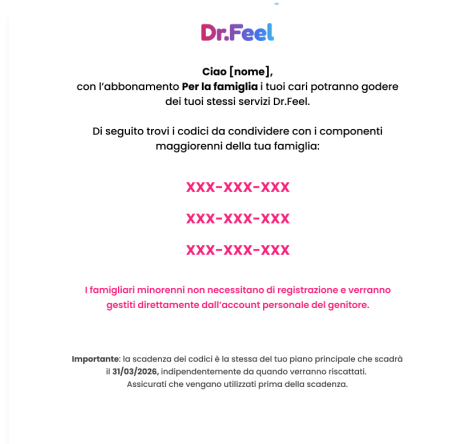 Dr.Feel
Ciao [nome],
con l'abbonamento Per la famiglia i tuoi cari potranno godere
dei tuoi stessi servizi Dr.Feel.
Di seguito trovi i codici da condividere con i componenti
maggiorenni della tua famiglia:
XXX-XXX-XXX
XXX-XXX-XXX
XXX-XXX-XXX
I famigliari minorenni non necessitano di registrazione e verranno
gestiti direttamente dall'account personale del genitore.
Importante: la scadenza dei codici è la stessa del tuo piano principale che scadrà
il 31/03/2026, indipendentemente da quando verranno riscattati.
Assicurati che vengano utilizzati prima della scadenza.